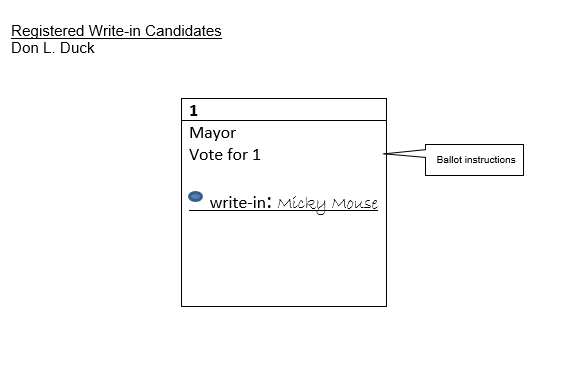 Registered Write-in Candidates
Don L. Duck
1
Mayor
Vote for 1
Ballot instructions
write-in: Micky Mouse